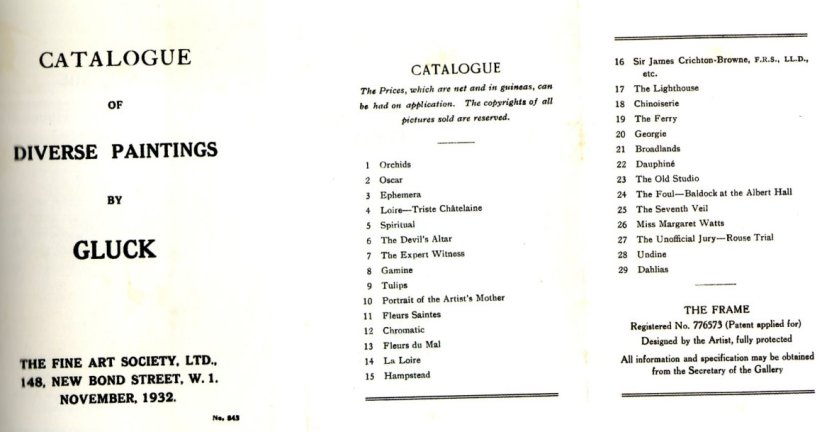 CATALOGUE
OF
DIVERSE PAINTINGS
BY
GLUCK
THE FINE ART SOCIETY, LTD.,
148, NEW BOND STREET, W. 1.
NOVEMBER, 1932.
No. 843
CATALOGUE
The Prices, which are net and in guineas, can
be had on application. The copyrights of all
pictures sold are reserved.
1 Orchids
2 Oscar
3 Ephemera
4 Loire—Triste Châtelaine
5 Spiritual
6 The Devil's Altar
7 The Expert Witness
8 Gamine
9 Tulips
10 Portrait of the Artist's Mother
11 Fleurs Saintes
12 Chromatic
13 Fleurs du Mal
14 La Loire
15 Hampstead
16 Sir James Crichton-Browne, F.R.S., LL.D.,
etc.
17 The Lighthouse
18 Chinoiserie
19 The Ferry
20 Georgie
21 Broadlands
22 Dauphiné
23 The Old Studio
24 The Foul—Baldock at the Albert Hall
25 The Seventh Veil
26 Miss Margaret Watts
27 The Unofficial Jury—Rouse Trial
28 Undine
29 Dahlias
THE FRAME
Registered No. 776573 (Patent applied for)
Designed by the Artist, fully protected
All information and specification may be obtained
from the Secretary of the Gallery